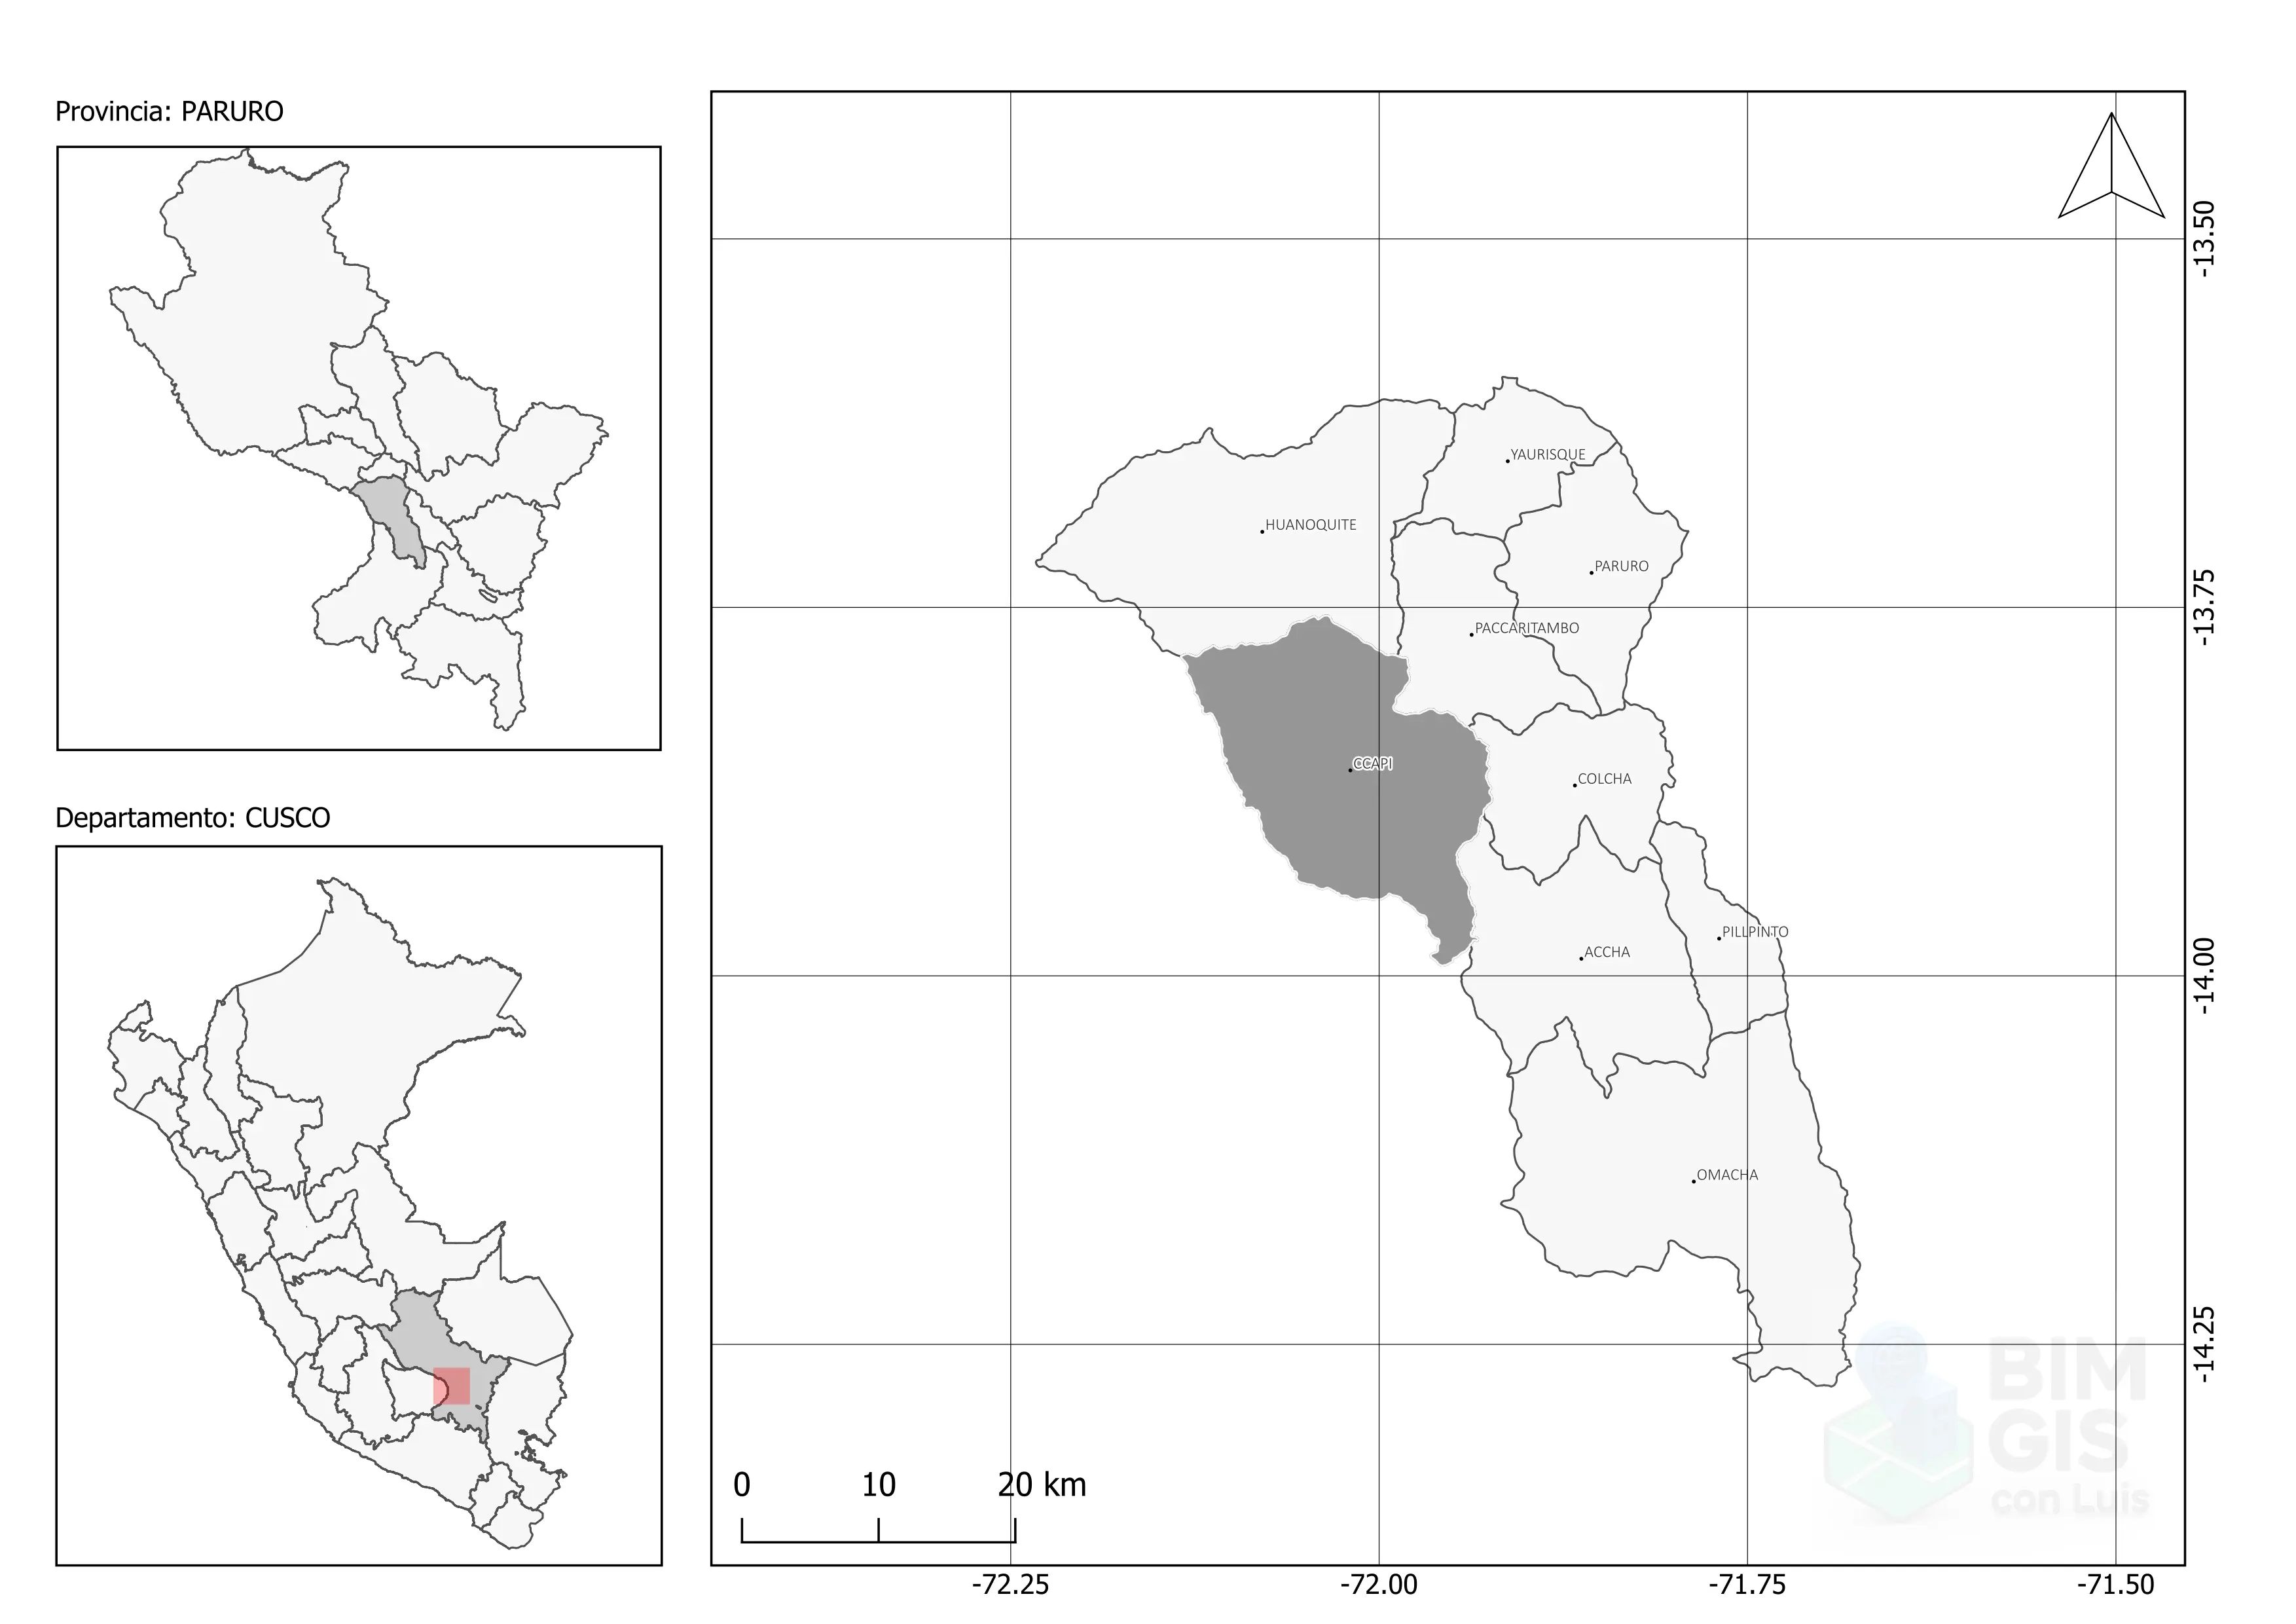 Provincia: PARURO
Departamento: CUSCO
YAURISQUE
HUANOQUITE
PARURO
PACCARITAMBO
CCAPI
COLCHA
PILLPINTO
ACCHA
OMACHA
-13.50
-13.75
-14.00
-14.25
BIM
GIS
con Luis
0 10 20 km
-72.25 -72.00 -71.75 -71.50